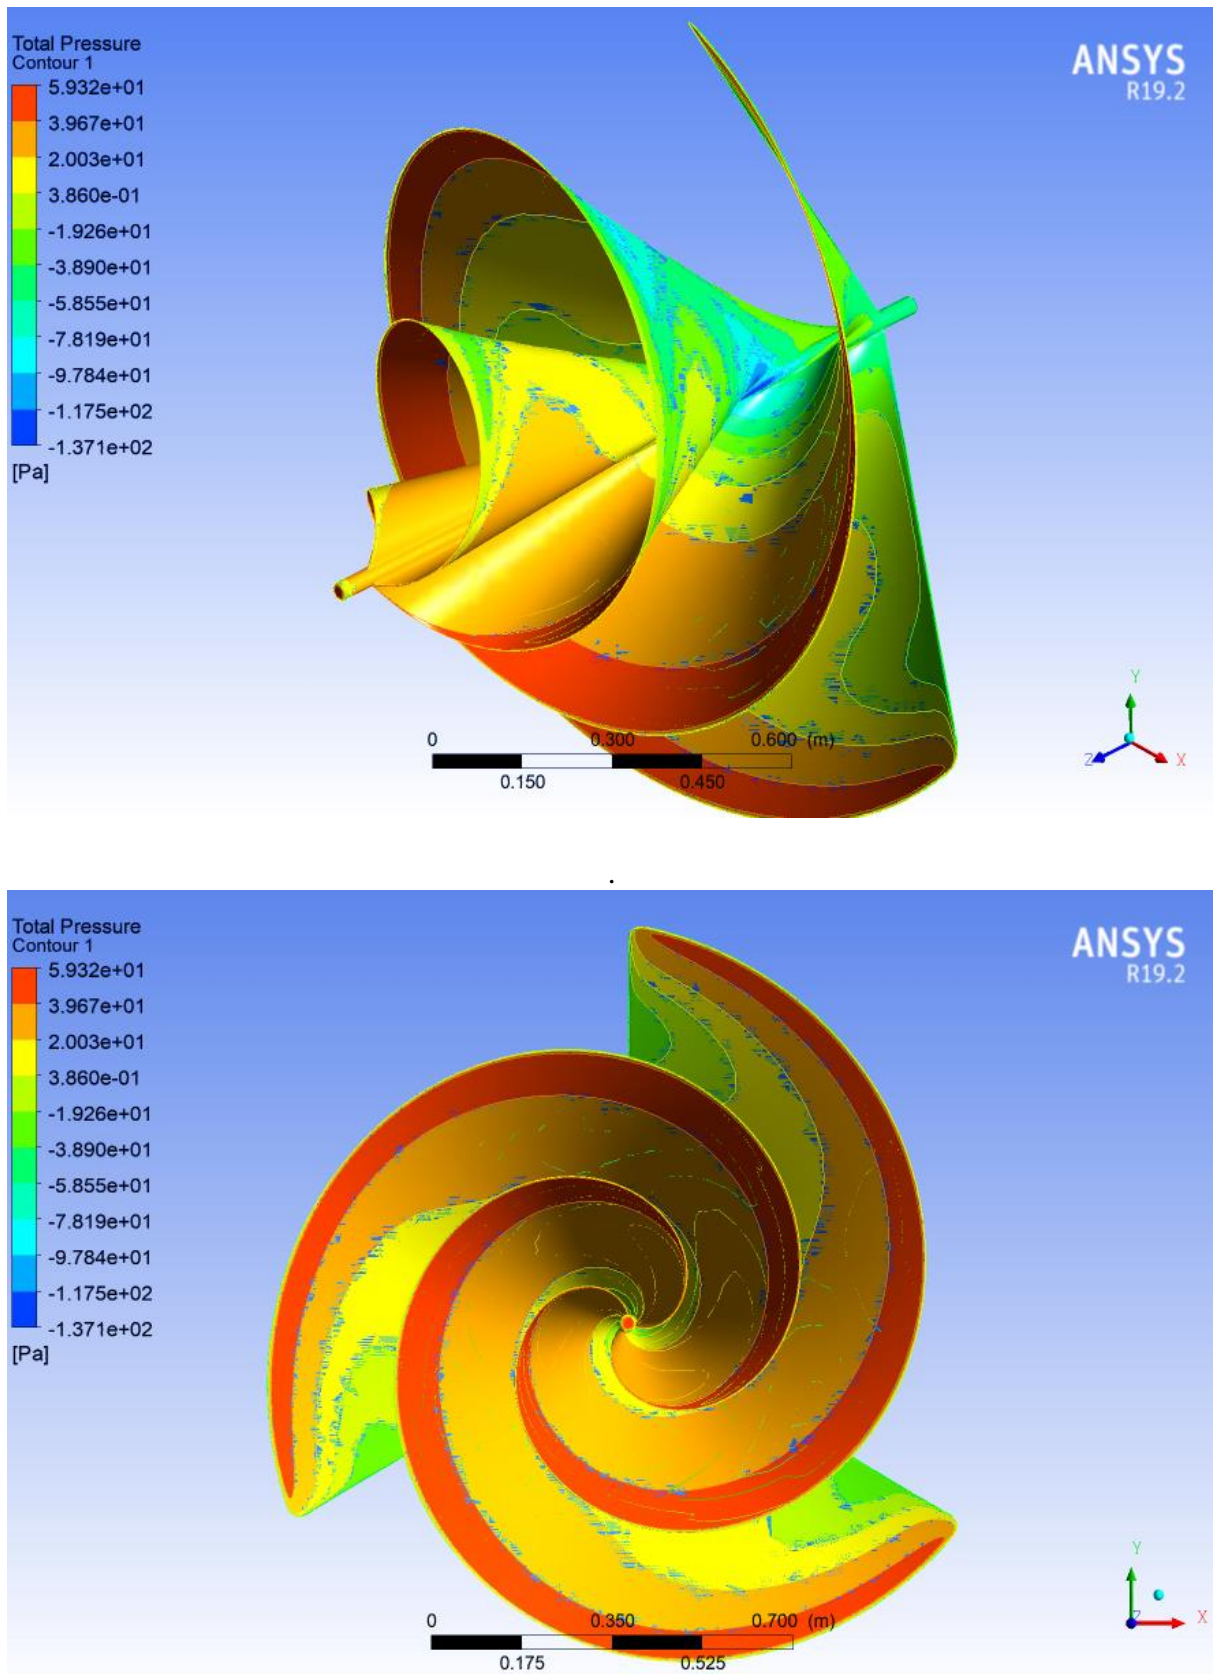 Total Pressure
Contour 1
5.932e+01
3.967e+01
2.003e+01
3.860e-01
-1.926e+01
-3.890e+01
-5.855e+01
-7.819e+01
-9.784e+01
-1.175e+02
-1.371e+02
[Pa]
ANSYS
R19.2
0 0.300 0.600 (m)
0.150 0.450
Y
Z X
.
Total Pressure
Contour 1
5.932e+01
3.967e+01
2.003e+01
3.860e-01
-1.926e+01
-3.890e+01
-5.855e+01
-7.819e+01
-9.784e+01
-1.175e+02
-1.371e+02
[Pa]
ANSYS
R19.2
0 0.350 0.700 (m)
0.175 0.525
Y
Z X